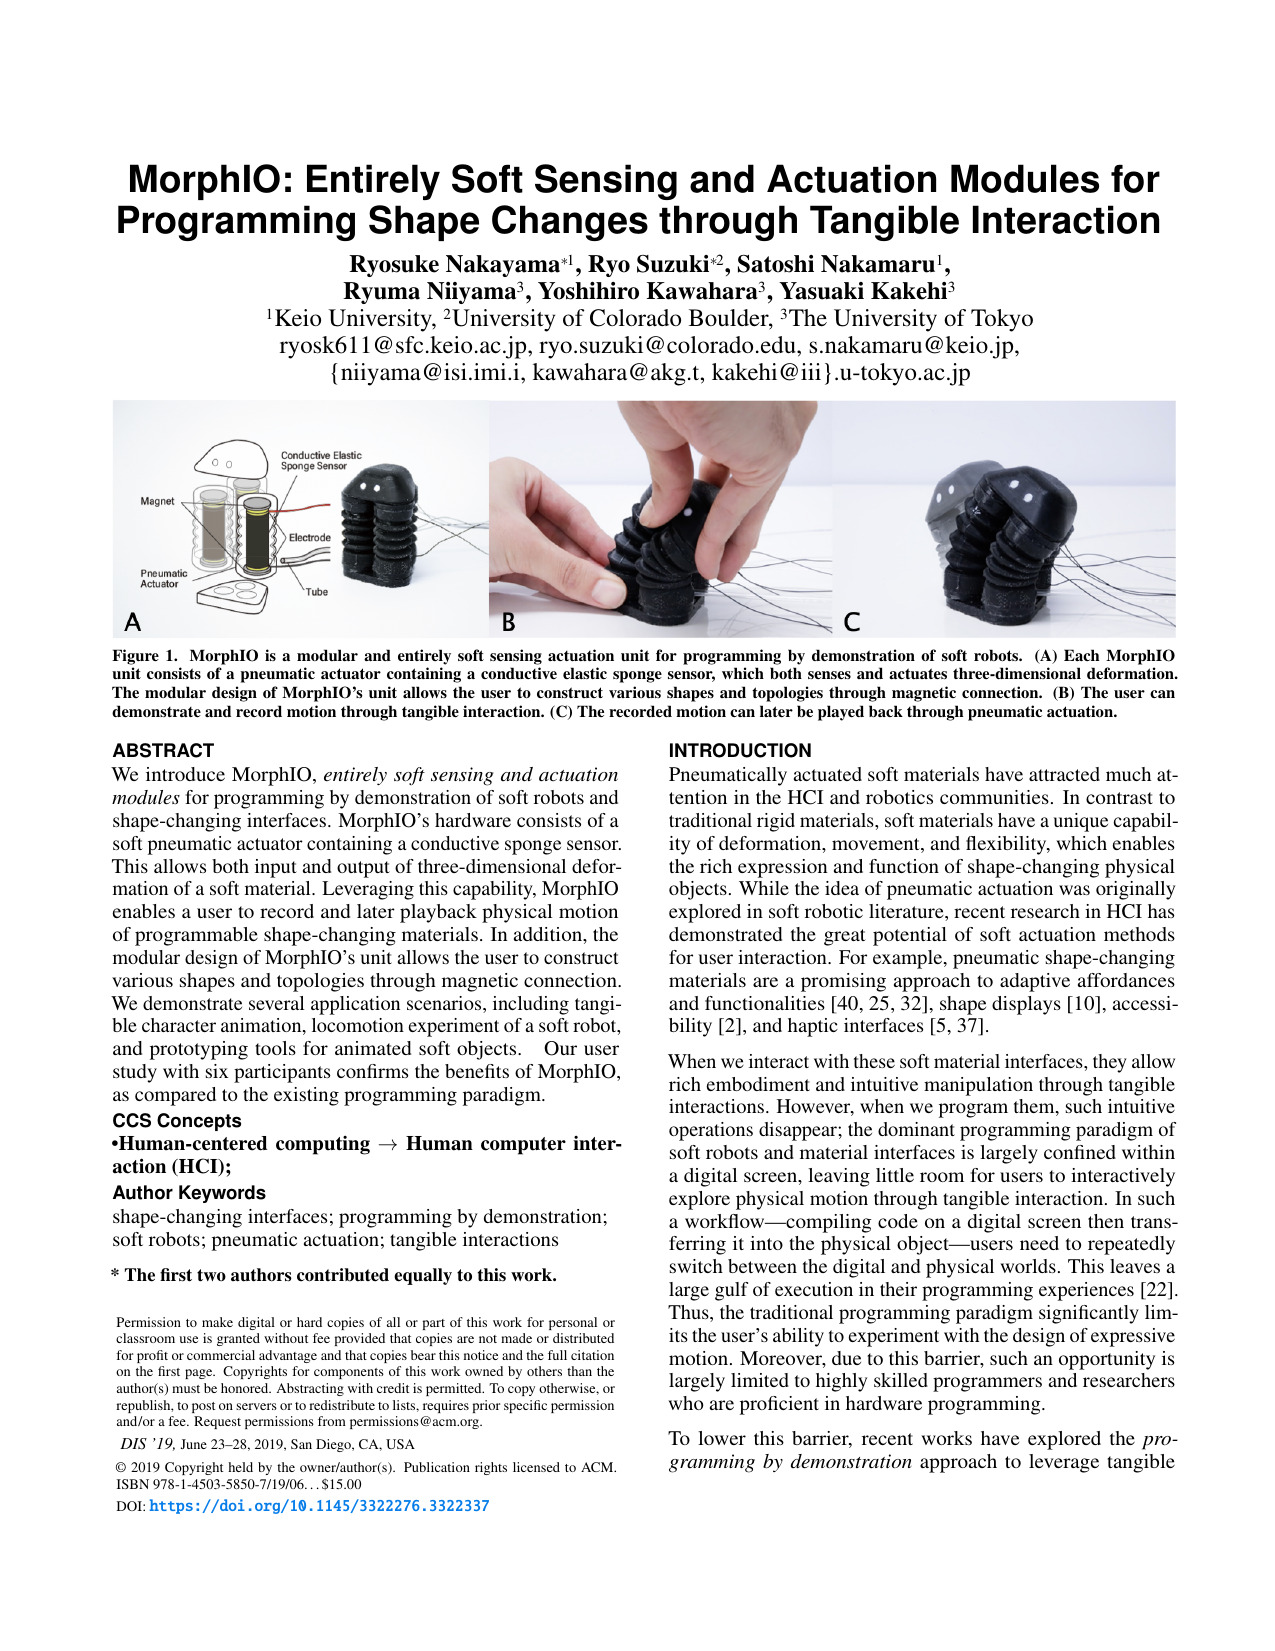 MorphIO: Entirely Soft Sensing and Actuation Modules for
Programming Shape Changes through Tangible Interaction
Ryosuke Nakayama*1, Ryo Suzuki*2, Satoshi Nakamaru1,
Ryuma Niiyama3, Yoshihiro Kawahara3, Yasuaki Kakehi3
1Keio University, 2University of Colorado Boulder, 3The University of Tokyo
ryosk611@sfc.keio.ac.jp, ryo.suzuki@colorado.edu, s.nakamaru@keio.jp,
{niiyama@isi.imi.i, kawahara@akg.t, kakehi@iii}.u-tokyo.ac.jp
Conductive Elastic
Sponge Sensor
Magnet
Electrode
Pneumatic
Actuator
Tube
A
B
C
Figure 1. MorphIO is a modular and entirely soft sensing actuation unit for programming by demonstration of soft robots. (A) Each MorphIO
unit consists of a pneumatic actuator containing a conductive elastic sponge sensor, which both senses and actuates three-dimensional deformation.
The modular design of MorphIO's unit allows the user to construct various shapes and topologies through magnetic connection. (B) The user can
demonstrate and record motion through tangible interaction. (C) The recorded motion can later be played back through pneumatic actuation.
ABSTRACT
We introduce MorphIO, entirely soft sensing and actuation
modules for programming by demonstration of soft robots and
shape-changing interfaces. MorphIO's hardware consists of a
soft pneumatic actuator containing a conductive sponge sensor.
This allows both input and output of three-dimensional defor-
mation of a soft material. Leveraging this capability, MorphIO
enables a user to record and later playback physical motion
of programmable shape-changing materials. In addition, the
modular design of MorphIO's unit allows the user to construct
various shapes and topologies through magnetic connection.
We demonstrate several application scenarios, including tangi-
ble character animation, locomotion experiment of a soft robot,
and prototyping tools for animated soft objects. Our user
study with six participants confirms the benefits of MorphIO,
as compared to the existing programming paradigm.
CCS Concepts
•Human-centered computing → Human computer inter-
action (HCI);
Author Keywords
shape-changing interfaces; programming by demonstration;
soft robots; pneumatic actuation; tangible interactions
* The first two authors contributed equally to this work.
Permission to make digital or hard copies of all or part of this work for personal or
classroom use is granted without fee provided that copies are not made or distributed
for profit or commercial advantage and that copies bear this notice and the full citation
on the first page. Copyrights for components of this work owned by others than the
author(s) must be honored. Abstracting with credit is permitted. To copy otherwise, or
republish, to post on servers or to redistribute to lists, requires prior specific permission
and/or a fee. Request permissions from permissions@acm.org.
DIS '19, June 23–28, 2019, San Diego, CA, USA
© 2019 Copyright held by the owner/author(s). Publication rights licensed to ACM.
ISBN 978-1-4503-5850-7/19/06...$15.00
DOI: https://doi.org/10.1145/3322276.3322337
INTRODUCTION
Pneumatically actuated soft materials have attracted much at-
tention in the HCI and robotics communities. In contrast to
traditional rigid materials, soft materials have a unique capabil-
ity of deformation, movement, and flexibility, which enables
the rich expression and function of shape-changing physical
objects. While the idea of pneumatic actuation was originally
explored in soft robotic literature, recent research in HCI has
demonstrated the great potential of soft actuation methods
for user interaction. For example, pneumatic shape-changing
materials are a promising approach to adaptive affordances
and functionalities [40, 25, 32], shape displays [10], accessi-
bility [2], and haptic interfaces [5, 37].
When we interact with these soft material interfaces, they allow
rich embodiment and intuitive manipulation through tangible
interactions. However, when we program them, such intuitive
operations disappear; the dominant programming paradigm of
soft robots and material interfaces is largely confined within
a digital screen, leaving little room for users to interactively
explore physical motion through tangible interaction. In such
a workflow—compiling code on a digital screen then trans-
ferring it into the physical object—users need to repeatedly
switch between the digital and physical worlds. This leaves a
large gulf of execution in their programming experiences [22].
Thus, the traditional programming paradigm significantly lim-
its the user's ability to experiment with the design of expressive
motion. Moreover, due to this barrier, such an opportunity is
largely limited to highly skilled programmers and researchers
who are proficient in hardware programming.
To lower this barrier, recent works have explored the pro-
gramming by demonstration approach to leverage tangible